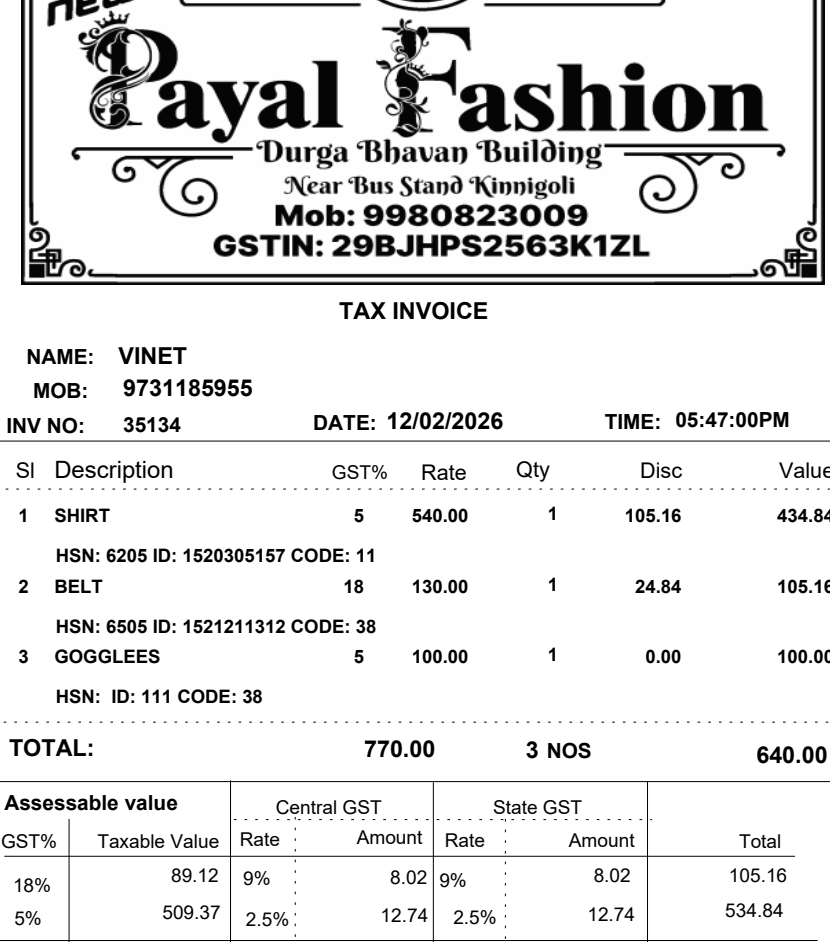 new
Payal Fashion
Durga Bhavan Building
Near Bus Stand Kinnigoli
Mob: 9980823009
GSTIN: 29BJHPS2563K1ZL
TAX INVOICE
NAME: VINET
MOB: 9731185955
INV NO: 35134 DATE: 12/02/2026 TIME: 05:47:00PM
Sl Description GST% Rate Qty Disc Value
1 SHIRT 5 540.00 1 105.16 434.84
HSN: 6205 ID: 1520305157 CODE: 11
2 BELT 18 130.00 1 24.84 105.16
HSN: 6505 ID: 1521211312 CODE: 38
3 GOGGLEES 5 100.00 1 0.00 100.00
HSN: ID: 111 CODE: 38
TOTAL: 770.00 3 NOS 640.00
Assessable value Central GST State GST
GST% Taxable Value Rate Amount Rate Amount Total
18% 89.12 9% 8.02 9% 8.02 105.16
5% 509.37 2.5% 12.74 2.5% 12.74 534.84